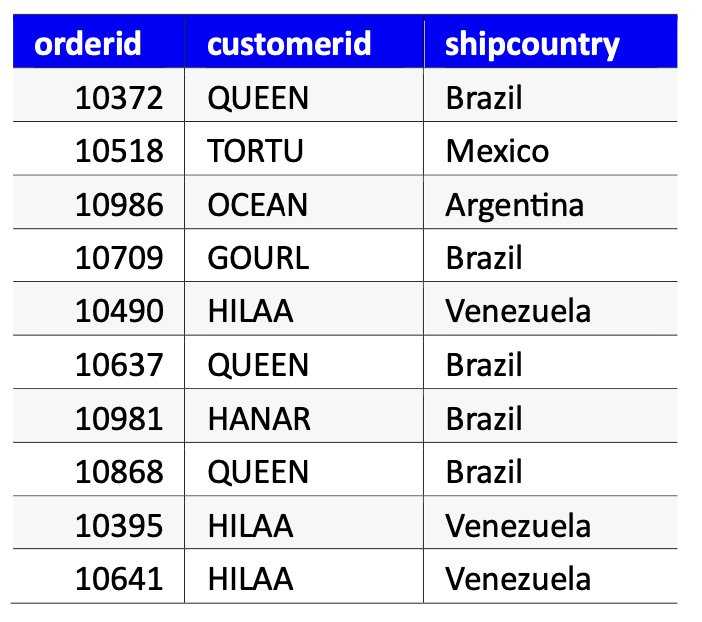 orderid customerid shipcountry
10372 QUEEN Brazil
10518 TORTU Mexico
10986 OCEAN Argentina
10709 GOURL Brazil
10490 HILAA Venezuela
10637 QUEEN Brazil
10981 HANAR Brazil
10868 QUEEN Brazil
10395 HILAA Venezuela
10641 HILAA Venezuela